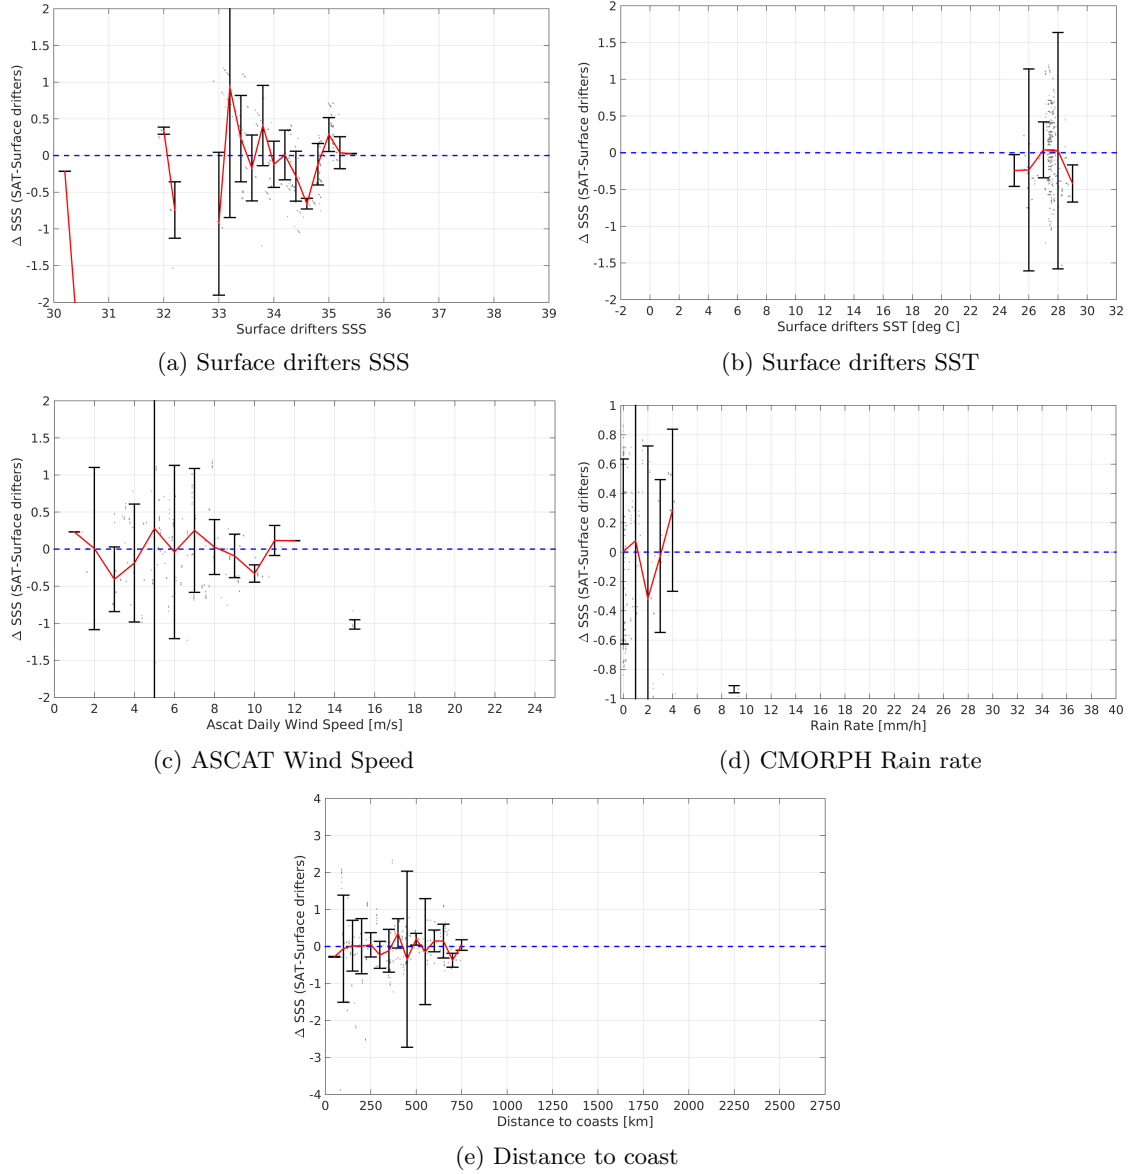 2
1.5
1
0.5
0
-0.5
-1
-1.5
-2
Δ SSS (SAT-Surface drifters)
30 31 32 33 34 35 36 37 38 39
Surface drifters SSS
(a) Surface drifters SSS
2
1.5
1
0.5
0
-0.5
-1
-1.5
-2
Δ SSS (SAT-Surface drifters)
-2 0 2 4 6 8 10 12 14 16 18 20 22 24 26 28 30 32
Surface drifters SST [deg C]
(b) Surface drifters SST
2
1.5
1
0.5
0
-0.5
-1
-1.5
-2
Δ SSS (SAT-Surface drifters)
0 2 4 6 8 10 12 14 16 18 20 22 24
Ascat Daily Wind Speed [m/s]
(c) ASCAT Wind Speed
1
0.8
0.6
0.4
0.2
0
-0.2
-0.4
-0.6
-0.8
-1
Δ SSS (SAT-Surface drifters)
0 2 4 6 8 10 12 14 16 18 20 22 24 26 28 30 32 34 36 38 40
Rain Rate [mm/h]
(d) CMORPH Rain rate
4
3
2
1
0
-1
-2
-3
-4
Δ SSS (SAT-Surface drifters)
0 250 500 750 1000 1250 1500 1750 2000 2250 2500 2750
Distance to coasts [km]
(e) Distance to coast